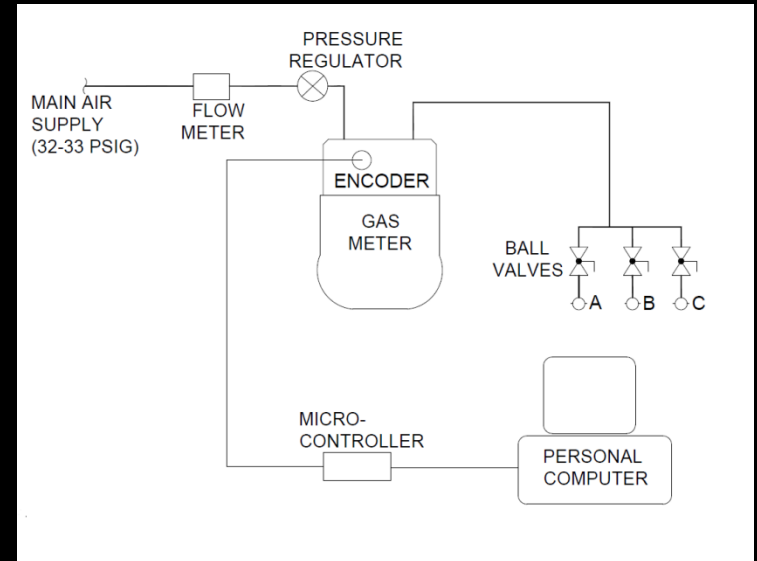 PRESSURE
REGULATOR
MAIN AIR
SUPPLY
(32-33 PSIG)
FLOW
METER
ENCODER
GAS
METER
BALL
VALVES
A
B
C
MICRO-
CONTROLLER
PERSONAL
COMPUTER